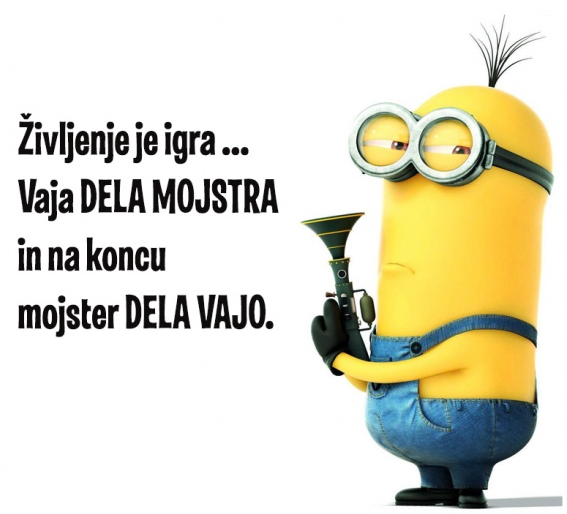 Življenje je igra ...
Vaja DELA MOJSTRA
in na koncu
mojster DELA VAJO.